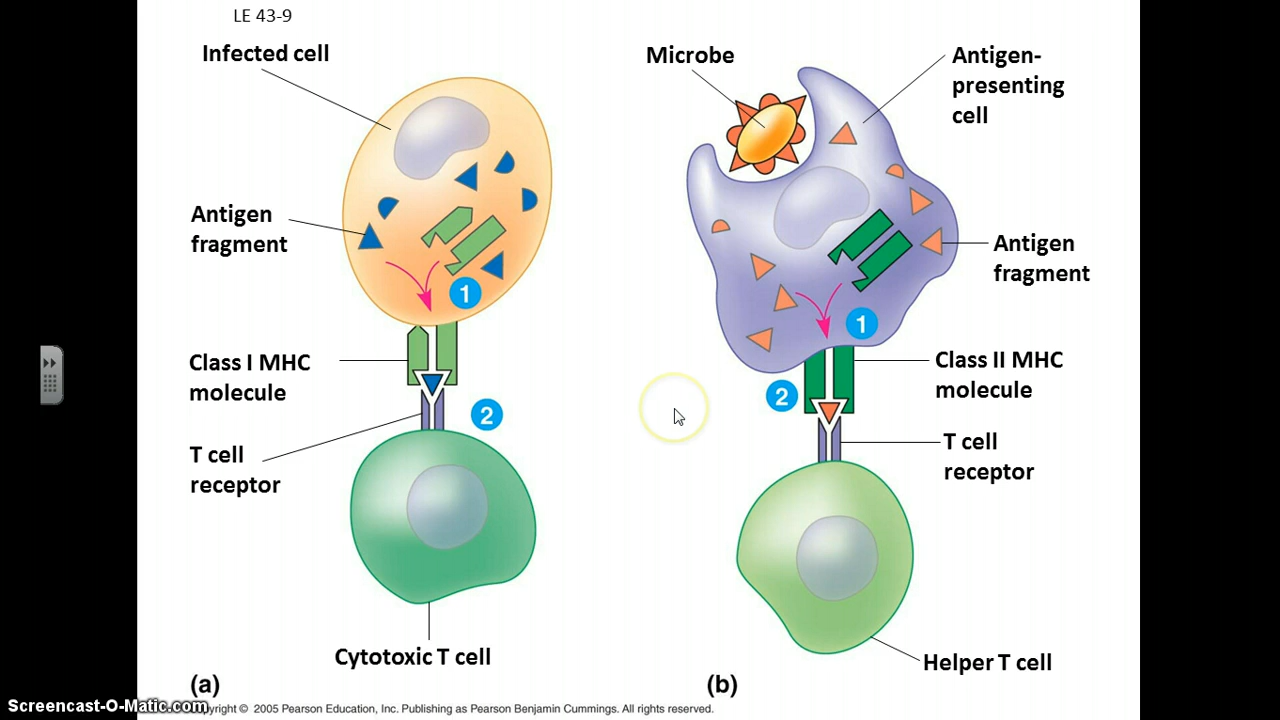 LE 43-9
Infected cell
Antigen
fragment
1
Class I MHC
molecule
2
T cell
receptor
Cytotoxic T cell
(a)
Microbe
Antigen-
presenting
cell
Antigen
fragment
1
Class II MHC
molecule
2
T cell
receptor
Helper T cell
(b)
Screencast-O-Matic.com
pyright © 2005 Pearson Education, Inc. Publishing as Pearson Benjamin Cummings. All rights reserved.